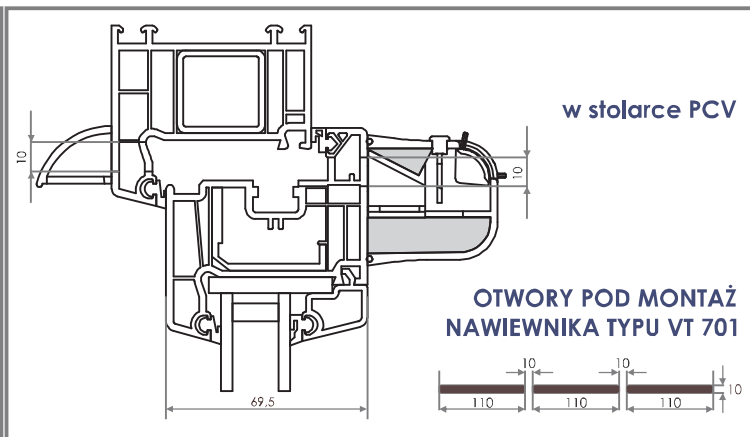 w stolarce PCV
10
10
OTWORY POD MONTAŻ
NAWIEWNIKA TYPU VT 701
10 10
10
110 110 110
69,5